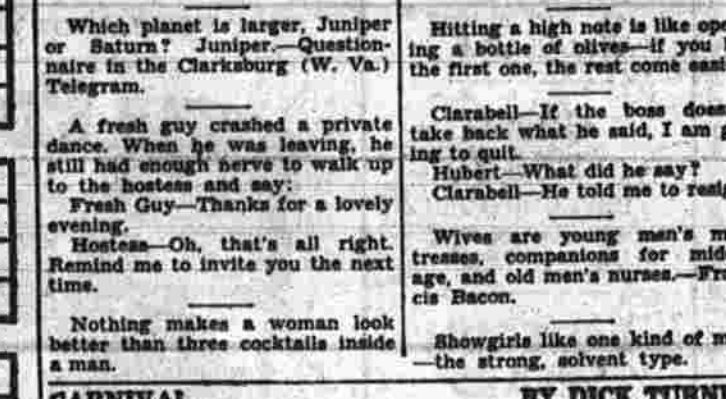 Which planet is larger, Juniper
or Saturn? Juniper.—Question-
naire in the Clarksburg (W. Va.)
Telegram.
A fresh guy crashed a private
dance. When he was leaving, he
still had enough nerve to walk up
to the hostess and say:
Fresh Guy—Thanks for a lovely
evening.
Hostess—Oh, that's all right.
Remind me to invite you the next
time.
Nothing makes a woman look
better than three cocktails inside
a man.
Hitting a high note is like op
ing a bottle of olives—if you
the first one, the rest come easi
Clarabell—If the boss does
take back what he said, I am
ing to quit.
Hubert—What did he say?
Clarabell—He told me to res
Wives are young men's m
tresses, companions for mid
age, and old men's nurses.—Fr
cis Bacon.
Showgirls like one kind of m
—the strong, solvent type.
CARNIVAL
BY DICK TURN